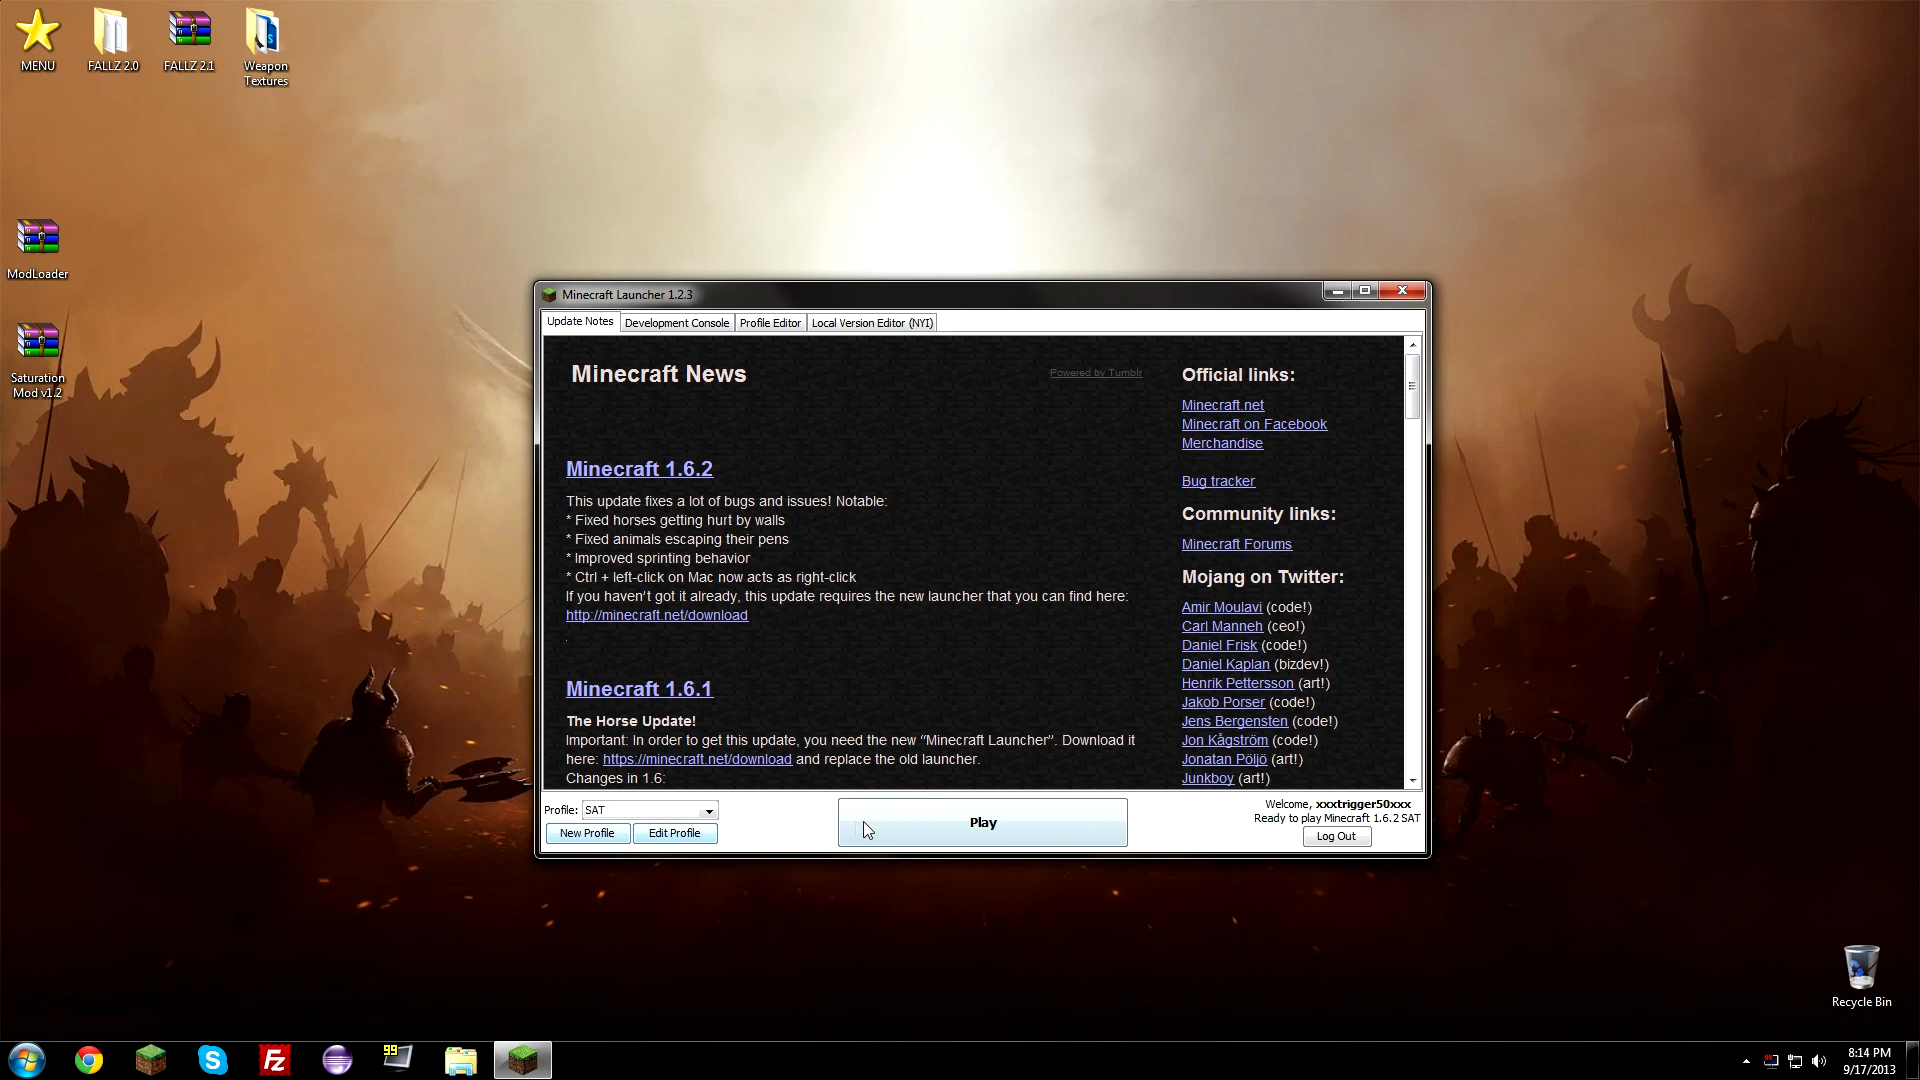 MENU
FALLZ 2.0
FALLZ 2.1
Weapon
Textures
ModLoader
Saturation
Mod v1.2
Minecraft Launcher 1.2.3
Update Notes
Development Console
Profile Editor
Local Version Editor (NYI)
Minecraft News
Powered by Tumblr
Minecraft 1.6.2
This update fixes a lot of bugs and issues! Notable:
* Fixed horses getting hurt by walls
* Fixed animals escaping their pens
* Improved sprinting behavior
* Ctrl + left-click on Mac now acts as right-click
If you haven't got it already, this update requires the new launcher that you can find here:
http://minecraft.net/download
.
Minecraft 1.6.1
The Horse Update!
Important: In order to get this update, you need the new “Minecraft Launcher”. Download it
here: https://minecraft.net/download and replace the old launcher.
Changes in 1.6:
Official links:
Minecraft.net
Minecraft on Facebook
Merchandise
Bug tracker
Community links:
Minecraft Forums
Mojang on Twitter:
Amir Moulavi (code!)
Carl Manneh (ceo!)
Daniel Frisk (code!)
Daniel Kaplan (bizdev!)
Henrik Pettersson (art!)
Jakob Porser (code!)
Jens Bergensten (code!)
Jon Kågström (code!)
Jonatan Pöljö (art!)
Junkboy (art!)
Profile: SAT
New Profile
Edit Profile
Play
Welcome, xxxtrigger50xxx
Ready to play Minecraft 1.6.2 SAT
Log Out
Recycle Bin
S
Fz
99
8:14 PM
9/17/2013